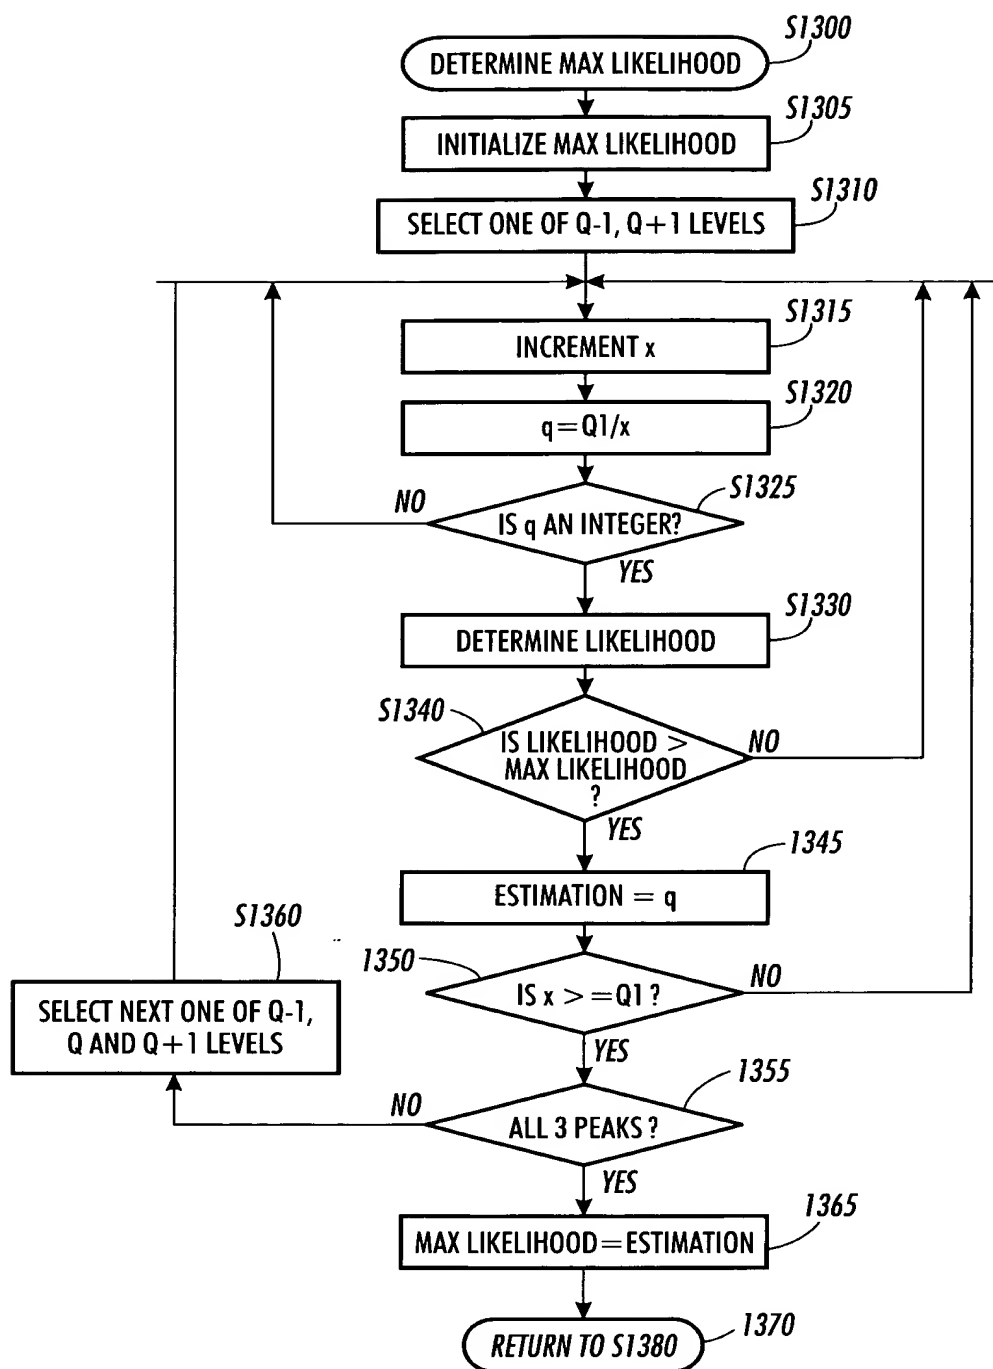 S1300
DETERMINE MAX LIKELIHOOD
S1305
INITIALIZE MAX LIKELIHOOD
S1310
SELECT ONE OF Q-1, Q+1 LEVELS
S1315
INCREMENT x
S1320
q=Q1/x
S1325
NO
IS q AN INTEGER?
YES
S1330
DETERMINE LIKELIHOOD
S1340
IS LIKELIHOOD >
MAX LIKELIHOOD
?
NO
YES
1345
ESTIMATION = q
S1360
1350
IS x >=Q1 ?
NO
SELECT NEXT ONE OF Q-1,
Q AND Q+1 LEVELS
YES
1355
NO
ALL 3 PEAKS ?
YES
1365
MAX LIKELIHOOD=ESTIMATION
1370
RETURN TO S1380